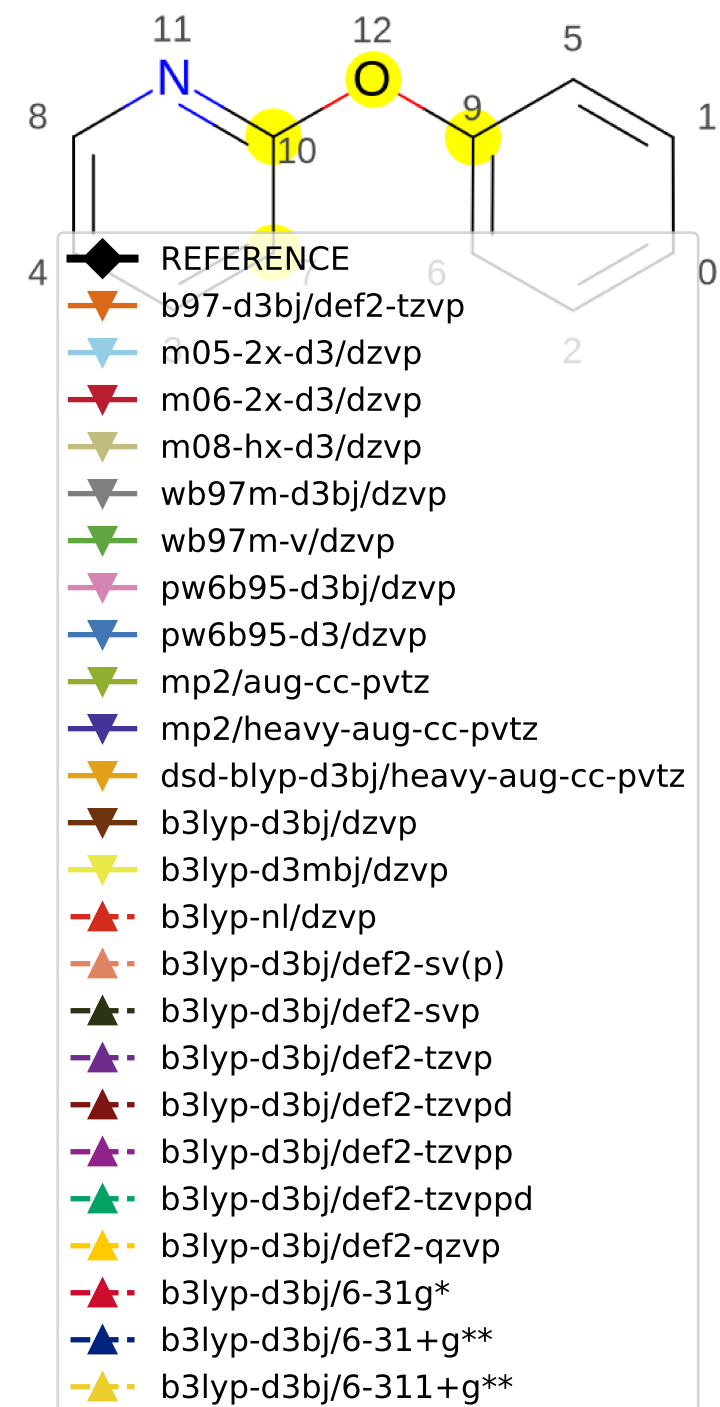 11
12
5
N
O
8
9
1
10
4
7
6
0
REFERENCE
b97-d3bj/def2-tzvp
3
2
m05-2x-d3/dzvp
m06-2x-d3/dzvp
m08-hx-d3/dzvp
wb97m-d3bj/dzvp
wb97m-v/dzvp
pw6b95-d3bj/dzvp
pw6b95-d3/dzvp
mp2/aug-cc-pvtz
mp2/heavy-aug-cc-pvtz
dsd-blyp-d3bj/heavy-aug-cc-pvtz
b3lyp-d3bj/dzvp
b3lyp-d3mbj/dzvp
b3lyp-nl/dzvp
b3lyp-d3bj/def2-sv(p)
b3lyp-d3bj/def2-svp
b3lyp-d3bj/def2-tzvp
b3lyp-d3bj/def2-tzvpd
b3lyp-d3bj/def2-tzvpp
b3lyp-d3bj/def2-tzvppd
b3lyp-d3bj/def2-qzvp
b3lyp-d3bj/6-31g*
b3lyp-d3bj/6-31+g**
b3lyp-d3bj/6-311+g**